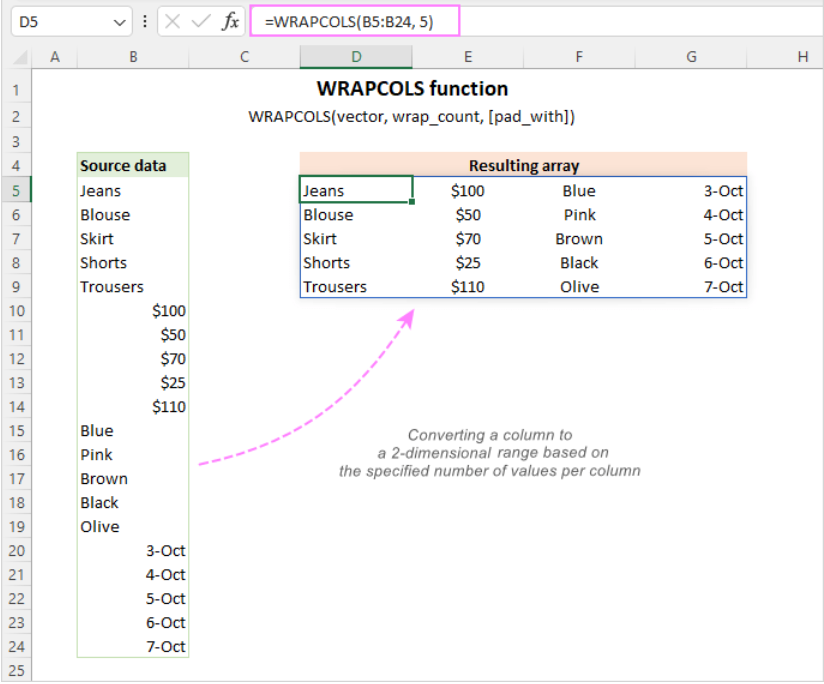 D5 fx =WRAPCOLS(B5:B24, 5)
A B C D E F G H
1 WRAPCOLS function
2 WRAPCOLS(vector, wrap_count, [pad_with])
3
4 Source data Resulting array
5 Jeans Jeans $100 Blue 3-Oct
6 Blouse Blouse $50 Pink 4-Oct
7 Skirt Skirt $70 Brown 5-Oct
8 Shorts Shorts $25 Black 6-Oct
9 Trousers Trousers $110 Olive 7-Oct
10 $100
11 $50
12 $70
13 $25
14 $110
15 Blue Converting a column to
16 Pink a 2-dimensional range based on
17 Brown the specified number of values per column
18 Black
19 Olive
20 3-Oct
21 4-Oct
22 5-Oct
23 6-Oct
24 7-Oct
25